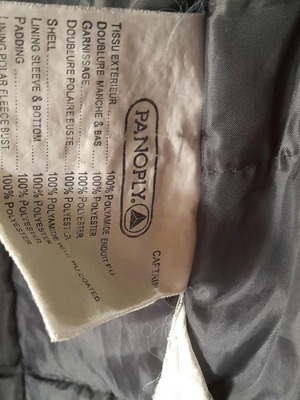 PANOPLY
CAPTAIN
TISSU EXTERIEUR 100% POLYAMIDE ENDUIT PU
DOUBLURE MANCHE & BAS 100% POLYESTER
GARNISSAGE 100% POLYESTER
DOUBLURE POLAIRE BUSTE. 100% POLYESTER
SHELL 100% POLYAMIDE WITH PU COATED
LINING SLEEVE & BOTTOM 100% POLYESTER
PADDING 100% POLYESTER
LINING POLAR FLEECE BUST 100% POLYESTER